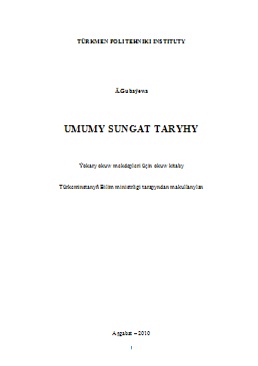 TÜRKMEN POLITEHNIKI INSTITUTY
A.Gubaýewa
UMUMY SUNGAT TARYHY
Ýokary okuw mekdepleri üçin okuw kitaby
Türkmenistanyň Bilim ministrligi tarapyndan makullanylan
Aşgabat – 2010
1